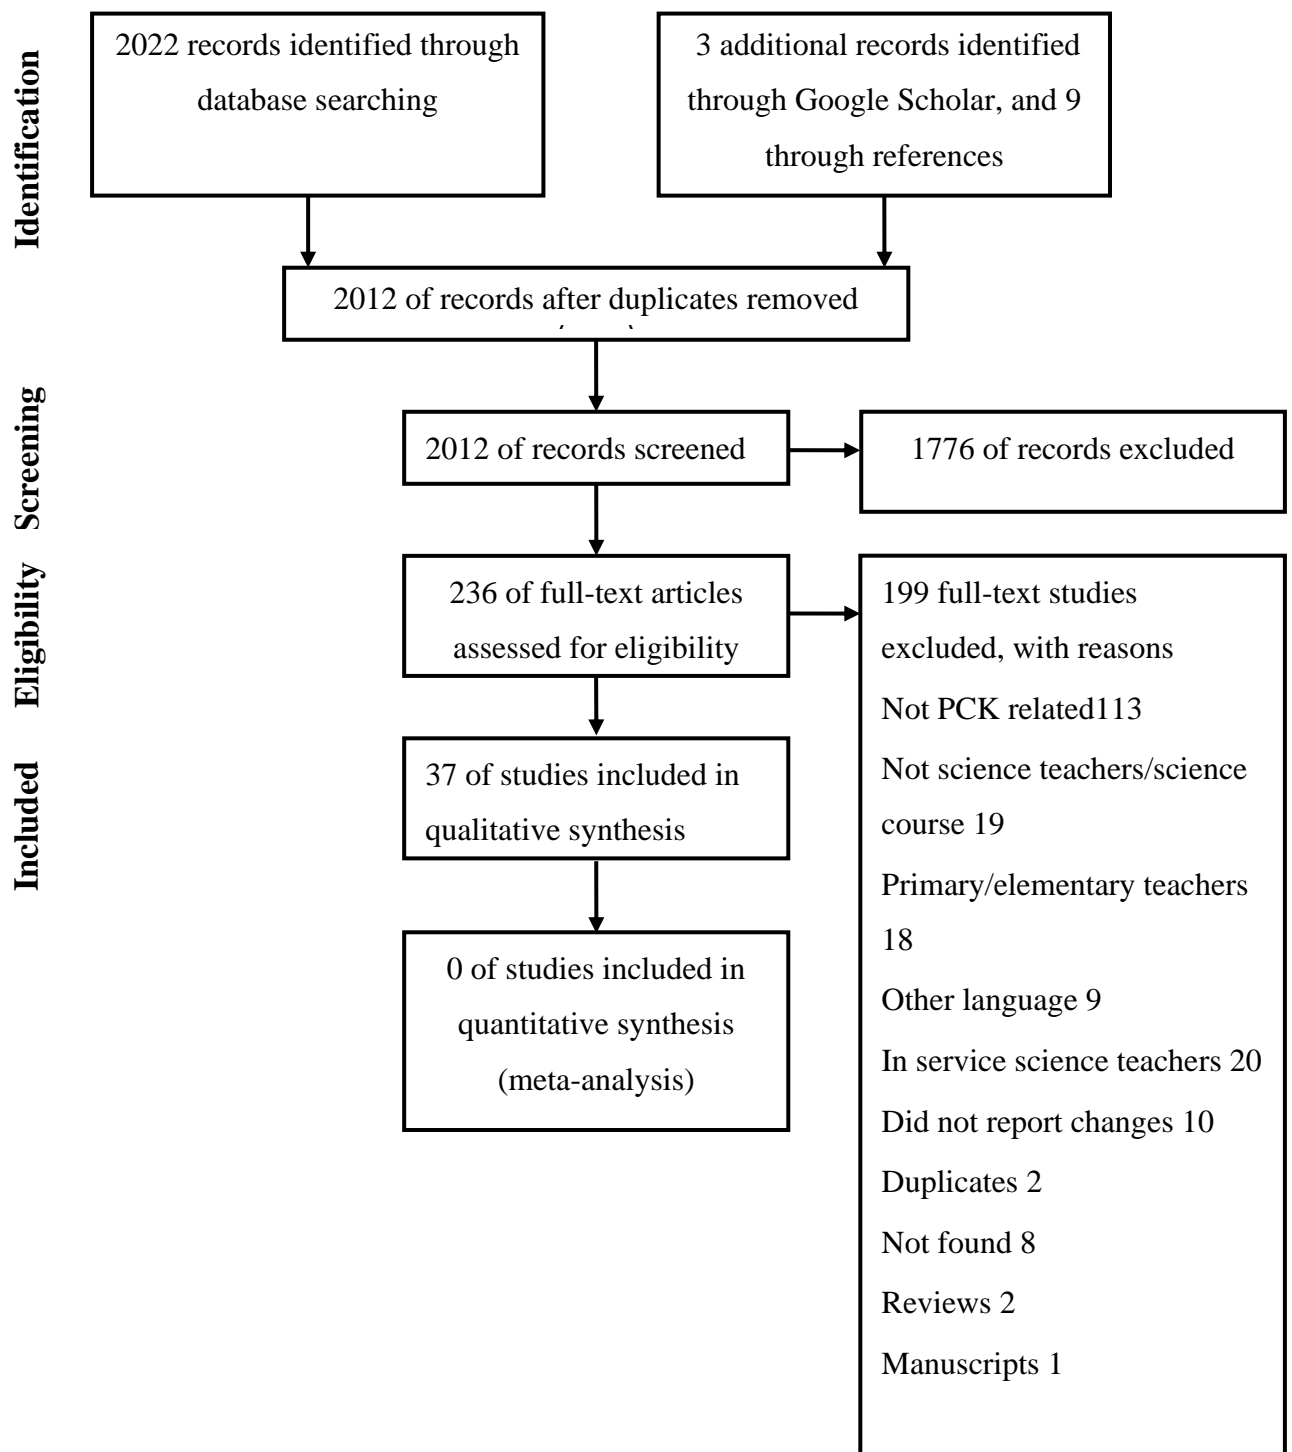 Identification
2022 records identified through
database searching
3 additional records identified
through Google Scholar, and 9
through references
2012 of records after duplicates removed
Screening
2012 of records screened
1776 of records excluded
Eligibility
236 of full-text articles
assessed for eligibility
199 full-text studies
excluded, with reasons
Not PCK related113
Not science teachers/science
course 19
Primary/elementary teachers
18
Other language 9
In service science teachers 20
Did not report changes 10
Duplicates 2
Not found 8
Reviews 2
Manuscripts 1
Included
37 of studies included in
qualitative synthesis
0 of studies included in
quantitative synthesis
(meta-analysis)